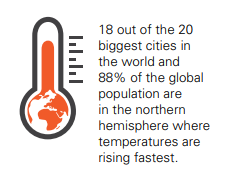 18 out of the 20
biggest cities in
the world and
88% of the global
population are
in the northern
hemisphere where
temperatures are
rising fastest.